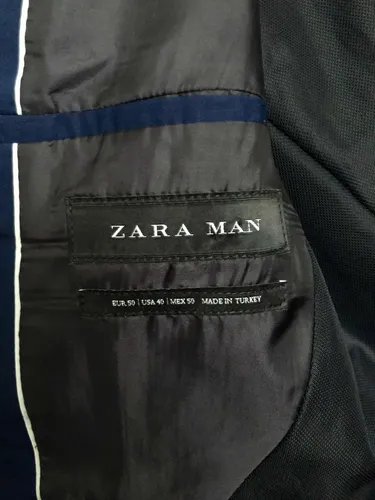 ZARA MAN
EUR 50 | USA 40 | MEX 50 MADE IN TURKEY